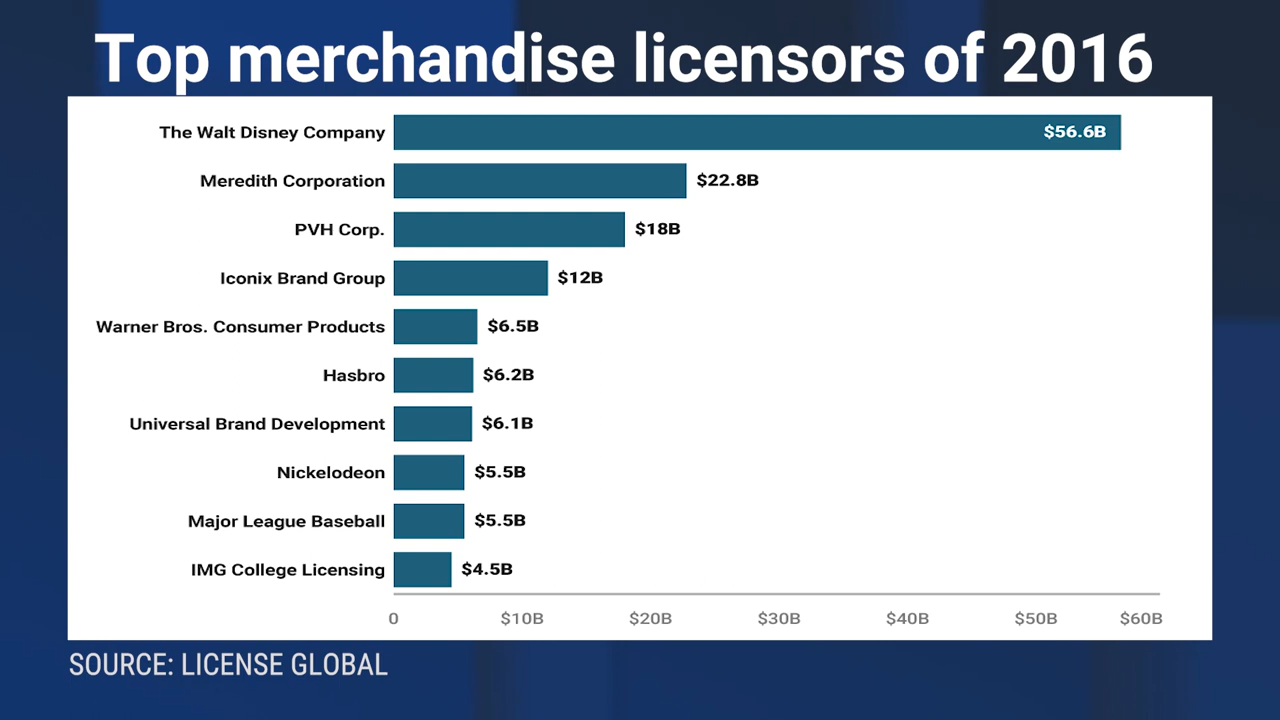 Top merchandise licensors of 2016
The Walt Disney Company $56.6B
Meredith Corporation $22.8B
PVH Corp. $18B
Iconix Brand Group $12B
Warner Bros. Consumer Products $6.5B
Hasbro $6.2B
Universal Brand Development $6.1B
Nickelodeon $5.5B
Major League Baseball $5.5B
IMG College Licensing $4.5B
0 $10B $20B $30B $40B $50B $60B
SOURCE: LICENSE GLOBAL